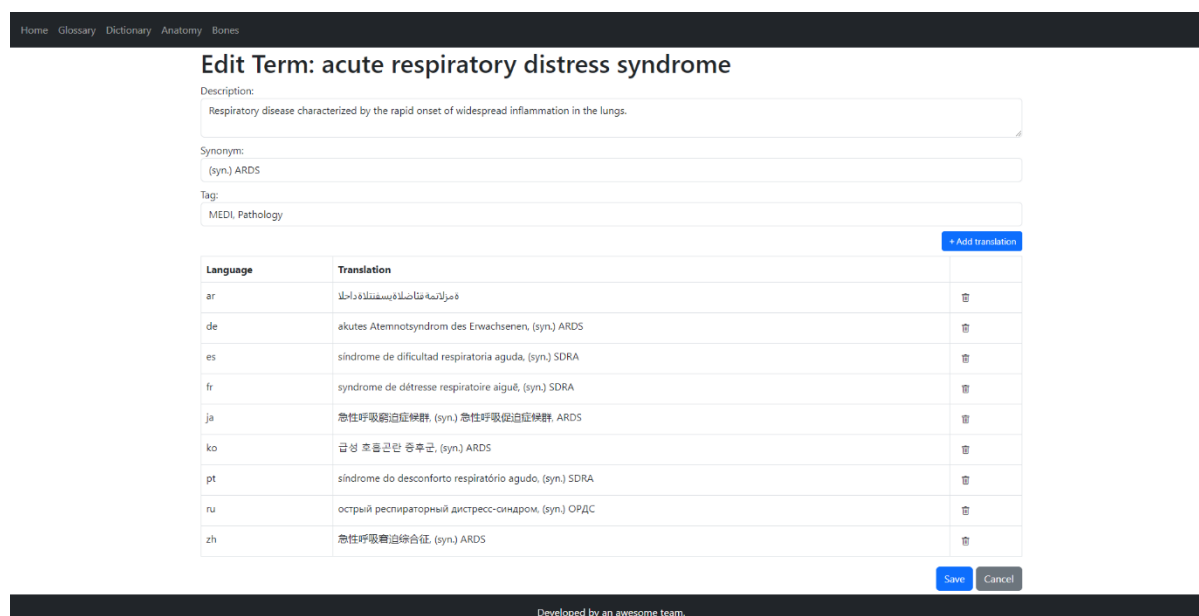 Home Glossary Dictionary Anatomy Bones
Edit Term: acute respiratory distress syndrome
Description:
Respiratory disease characterized by the rapid onset of widespread inflammation in the lungs.
Synonym:
(syn.) ARDS
Tag:
MEDI, Pathology
+ Add translation
Language Translation
ar
de akutes Atemnotsyndrom des Erwachsenen, (syn.) ARDS
es síndrome de dificultad respiratoria aguda, (syn.) SDRA
fr syndrome de détresse respiratoire aiguë, (syn.) SDRA
ja 急性呼吸窮迫症候群, (syn.) 急性呼吸促迫症候群, ARDS
ko 급성 호흡곤란 증후군, (syn.) ARDS
pt síndrome do desconforto respiratório agudo, (syn.) SDRA
ru острый респираторный дистресс-синдром, (syn.) ОРДС
zh 急性呼吸窘迫综合征, (syn.) ARDS
Save Cancel
Developed by an awesome team.